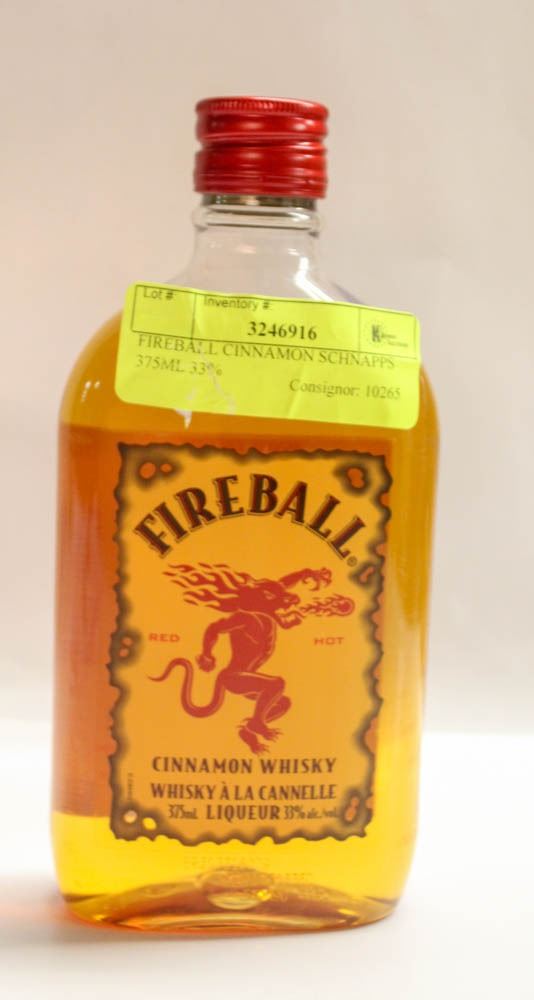 Lot #:
Inventory #:
3246916
FIREBALL CINNAMON SCHNAPPS
375ML 33%
Consignor: 10265
FIREBALL®
RED HOT
CINNAMON WHISKY
WHISKY À LA CANNELLE
375mL LIQUEUR 33% alc./vol.